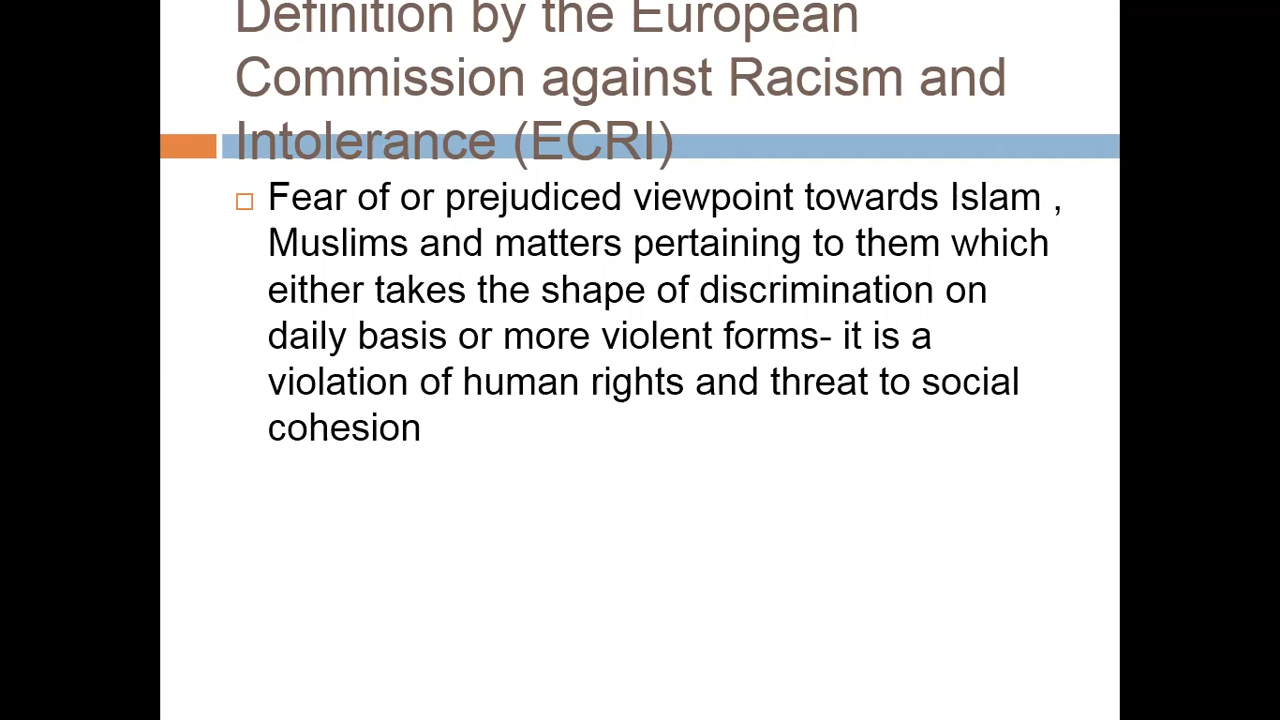 Definition by the European
Commission against Racism and
Intolerance (ECRI)
Fear of or prejudiced viewpoint towards Islam ,
Muslims and matters pertaining to them which
either takes the shape of discrimination on
daily basis or more violent forms- it is a
violation of human rights and threat to social
cohesion